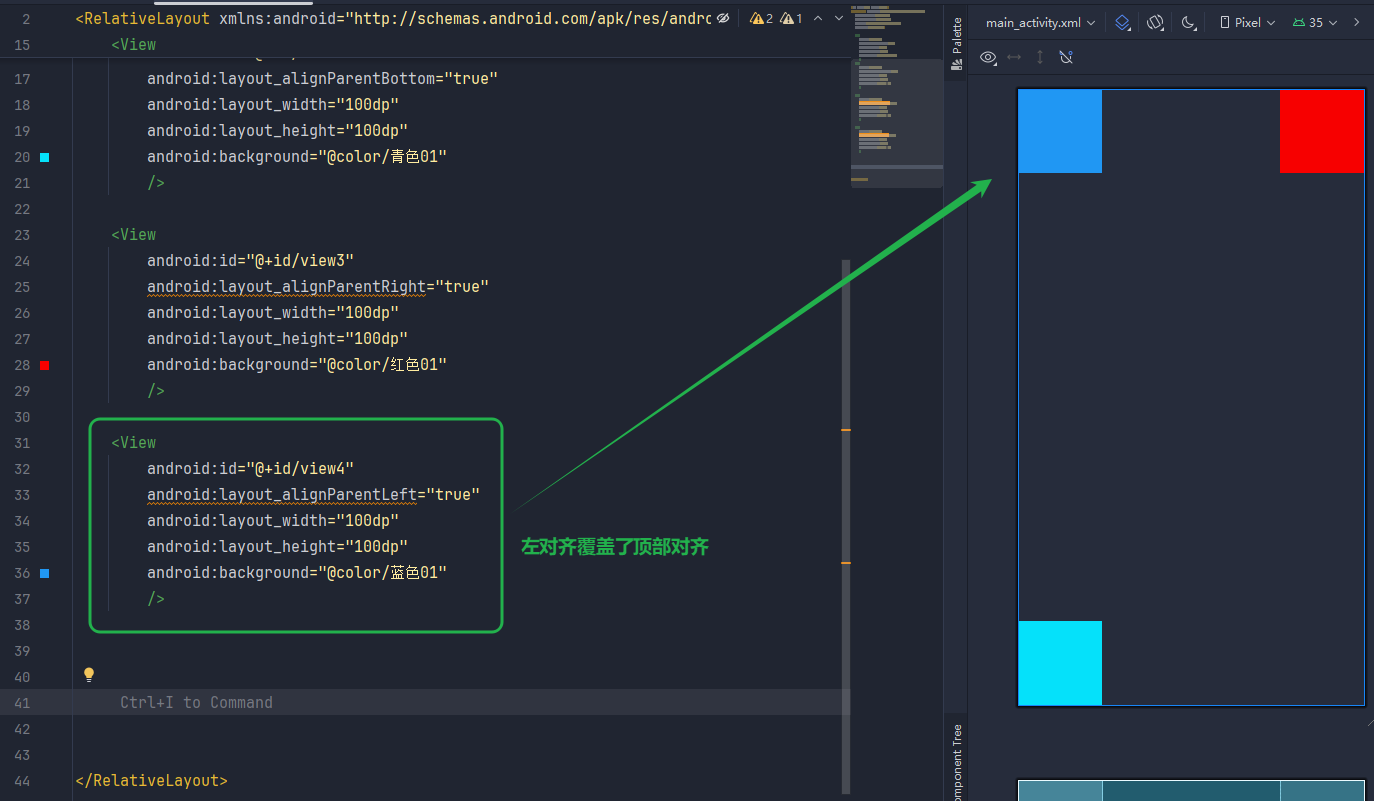 2 <RelativeLayout xmlns:android="http://schemas.android.com/apk/res/andro 2 1
15 <View
17 android:layout_alignParentBottom="true"
18 android:layout_width="100dp"
19 android:layout_height="100dp"
20 android:background="@color/青色01"
21 />
22
23 <View
24 android:id="@+id/view3"
25 android:layout_alignParentRight="true"
26 android:layout_width="100dp"
27 android:layout_height="100dp"
28 android:background="@color/红色01"
29 />
30
31 <View
32 android:id="@+id/view4"
33 android:layout_alignParentLeft="true"
34 android:layout_width="100dp"
35 android:layout_height="100dp"
左对齐覆盖了顶部对齐
36 android:background="@color/蓝色01"
37 />
38
39
40
41 Ctrl+I to Command
42
43
44 </RelativeLayout>
Palette
main_activity.xml Pixel 35
omponent Tree